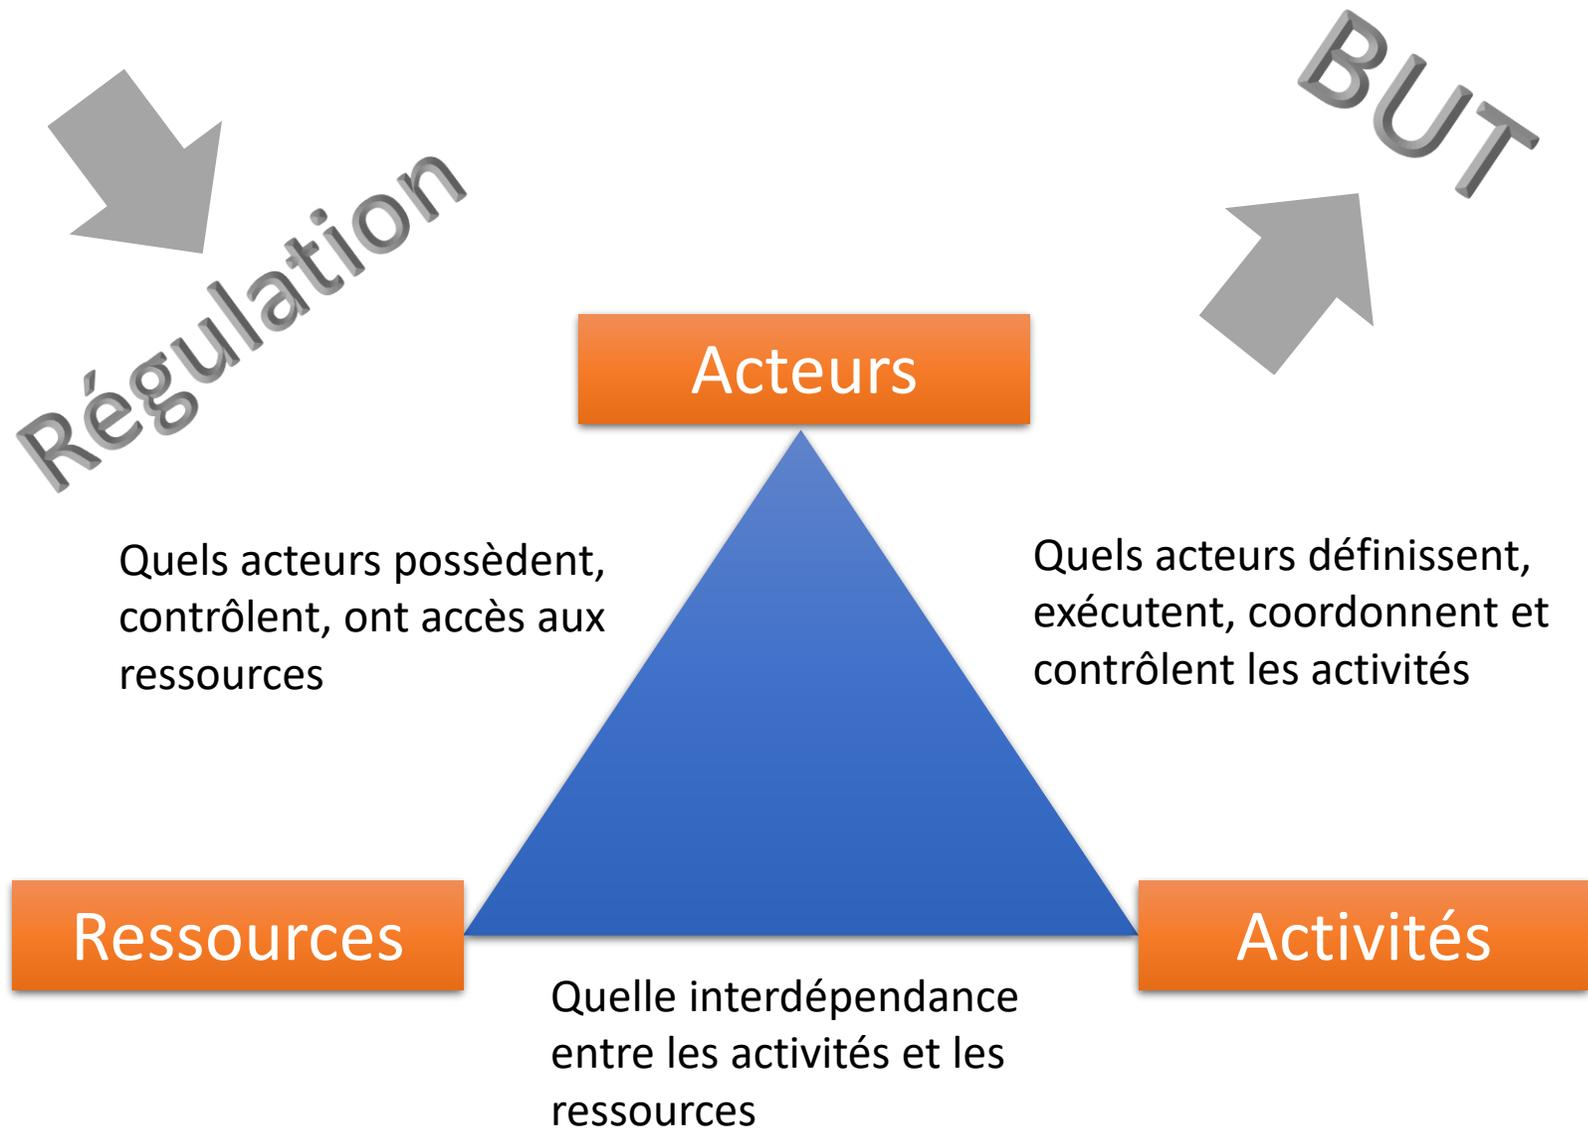 BUT
Régulation
Acteurs
Quels acteurs possèdent,
contrôlent, ont accès aux
ressources
Quels acteurs définissent,
exécutent, coordonnent et
contrôlent les activités
Ressources
Activités
Quelle interdépendance
entre les activités et les
ressources